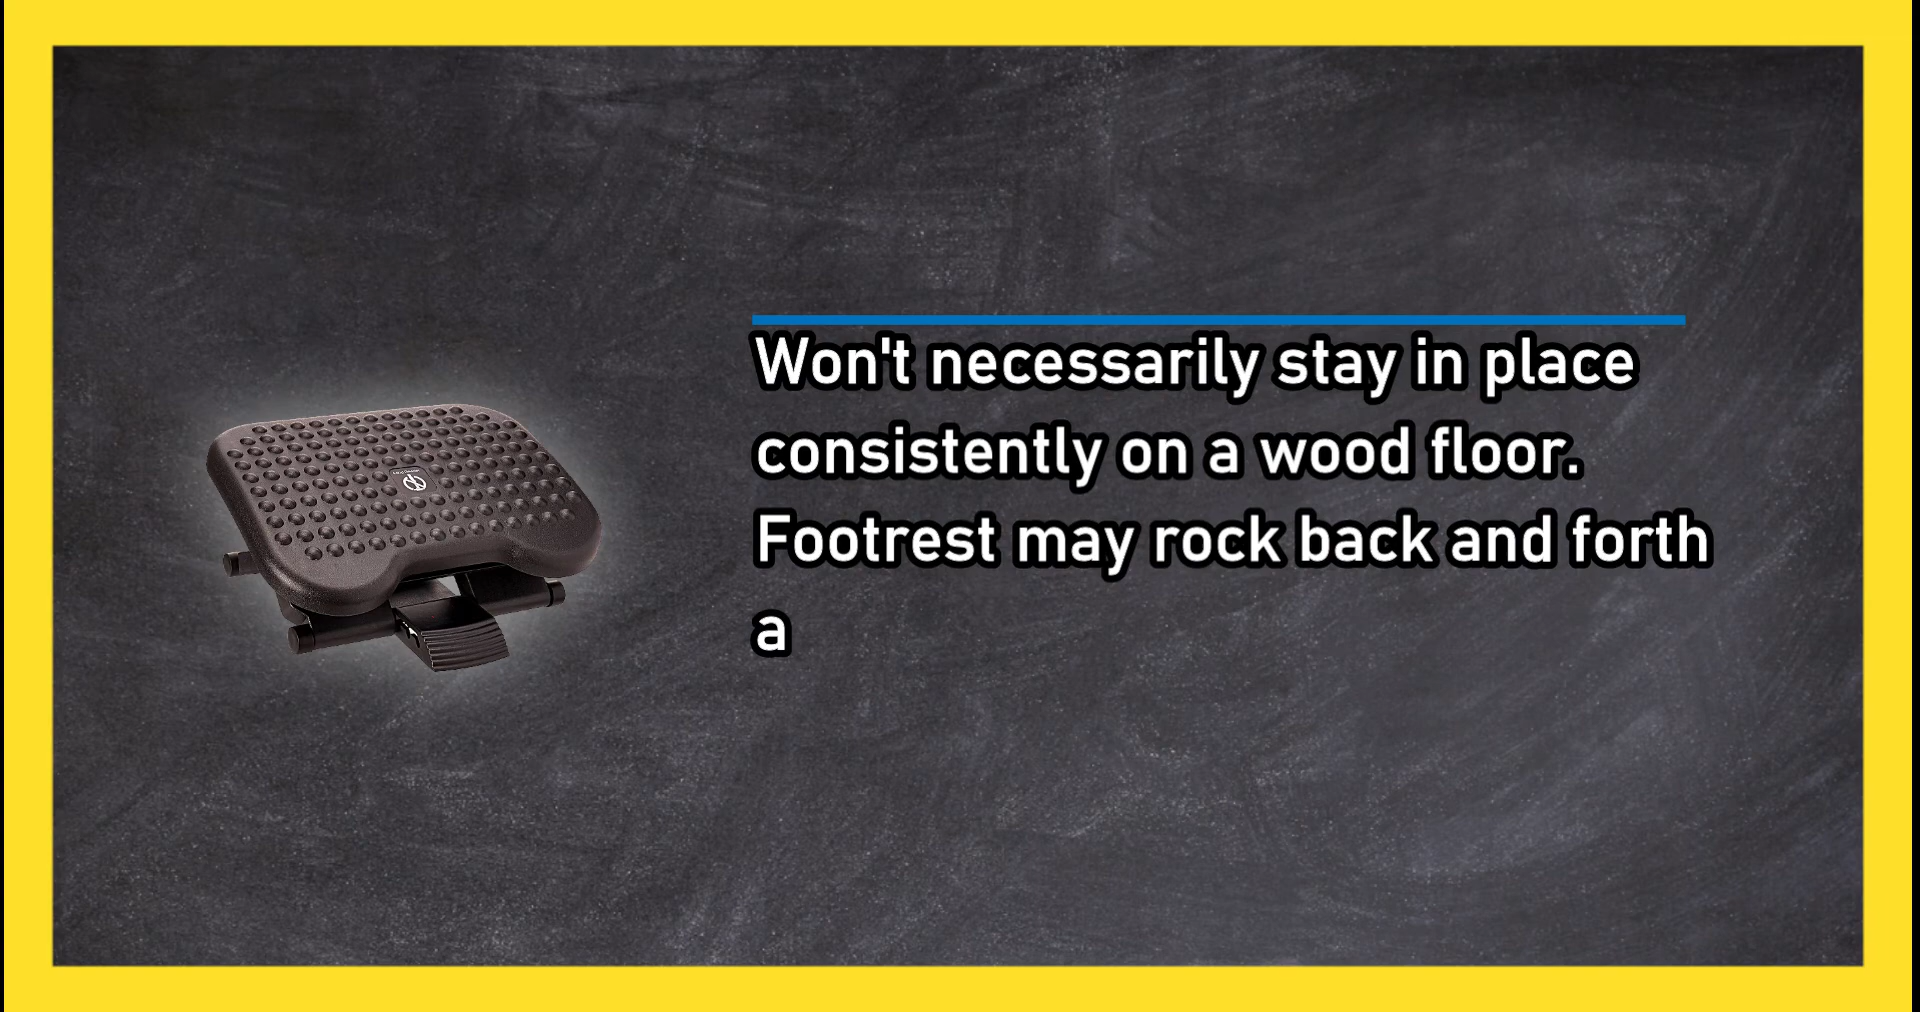 Won't necessarily stay in place
consistently on a wood floor.
Footrest may rock back and forth
a